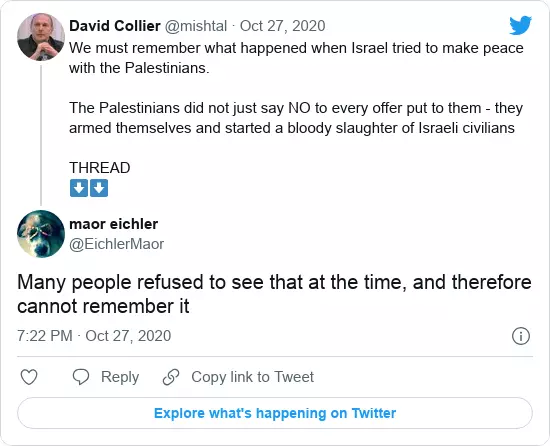 David Collier @mishtal · Oct 27, 2020
We must remember what happened when Israel tried to make peace
with the Palestinians.
The Palestinians did not just say NO to every offer put to them - they
armed themselves and started a bloody slaughter of Israeli civilians
THREAD
⬇️⬇️
maor eichler
@EichlerMaor
Many people refused to see that at the time, and therefore
cannot remember it
7:22 PM · Oct 27, 2020
Reply
Copy link to Tweet
Explore what's happening on Twitter